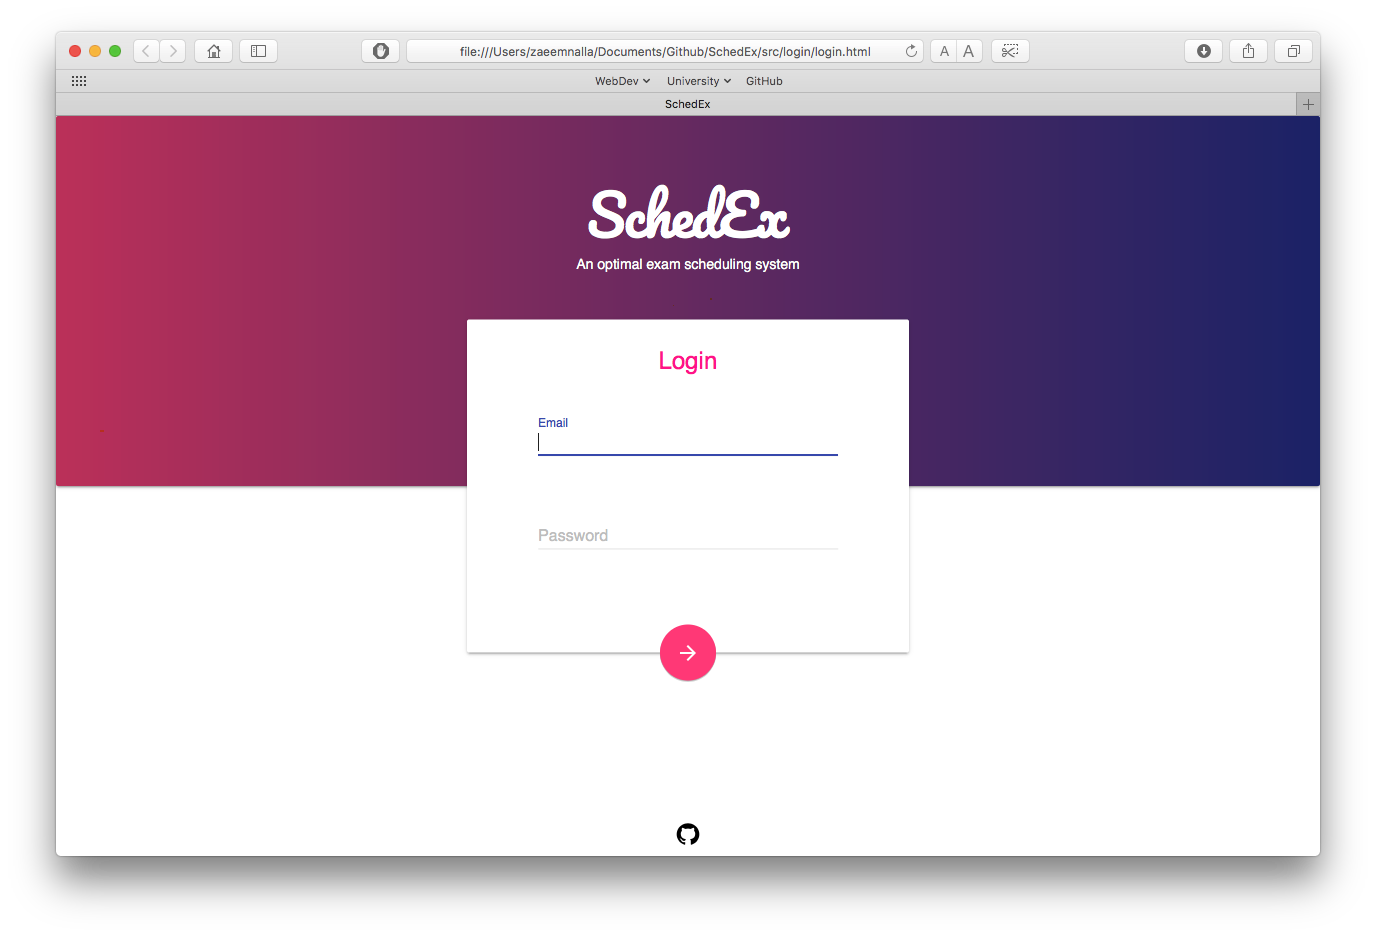 file:///Users/zaeemnalla/Documents/Github/SchedEx/src/login/login.html
A A
WebDev University GitHub
SchedEx
SchedEx
An optimal exam scheduling system
Login
Email
Password